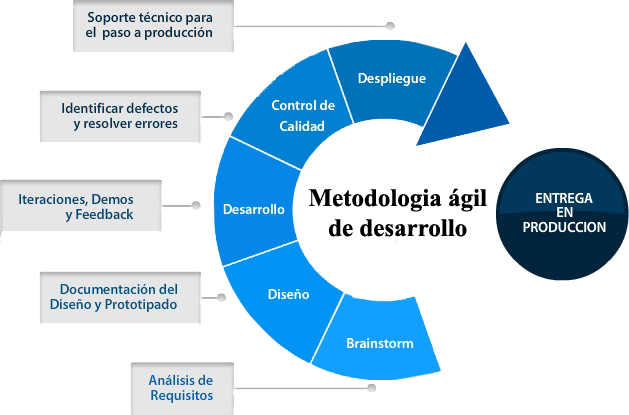 Soporte técnico para
el paso a producción
Despliegue
Identificar defectos
y resolver errores
Control de
Calidad
Iteraciones, Demos
y Feedback
Desarrollo
Metodologia ágil
de desarrollo
ENTREGA
EN
PRODUCCION
Documentación del
Diseño y Prototipado
Diseño
Brainstorm
Análisis de
Requisitos